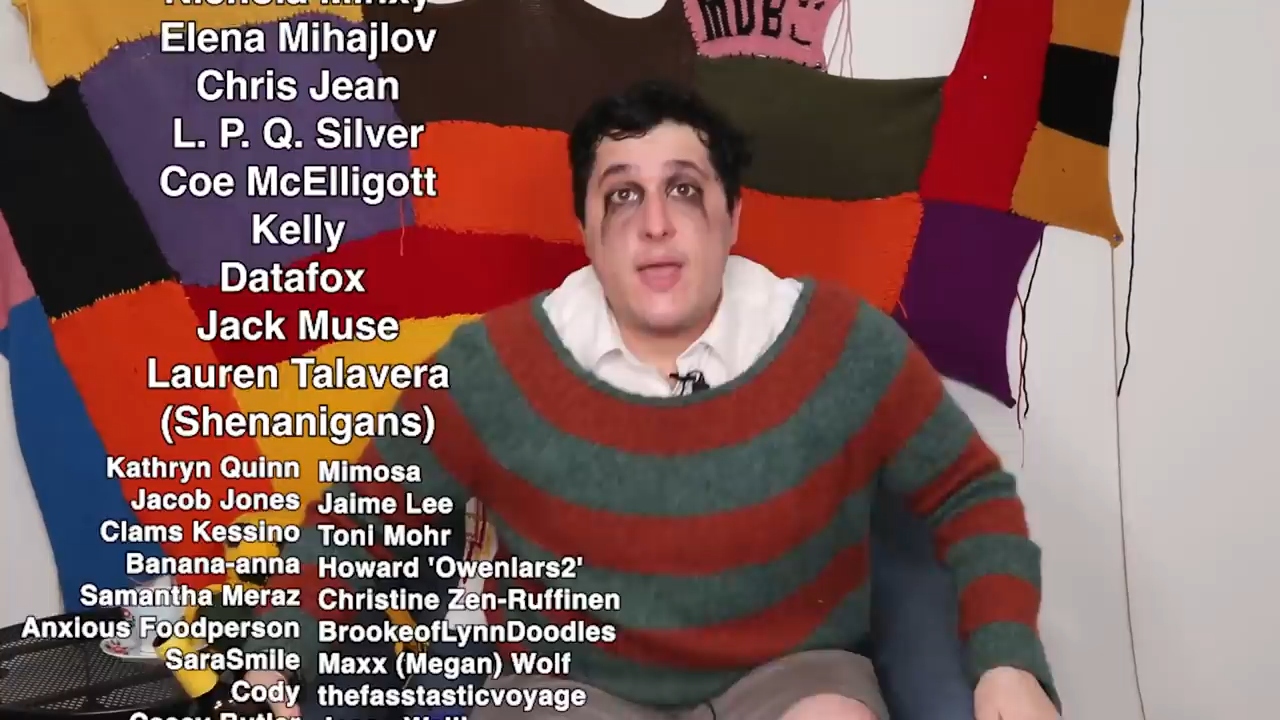 MDB
Elena Mihajlov
Chris Jean
L. P. Q. Silver
Coe McElligott
Kelly
Datafox
Jack Muse
Lauren Talavera
(Shenanigans)
Kathryn Quinn Mimosa
Jacob Jones Jaime Lee
Clams Kessino Toni Mohr
Banana-anna Howard 'Owenlars2'
Samantha Meraz Christine Zen-Ruffinen
Anxious Foodperson BrookeofLynnDoodles
SaraSmile Maxx (Megan) Wolf
Cody thefasstasticvoyage